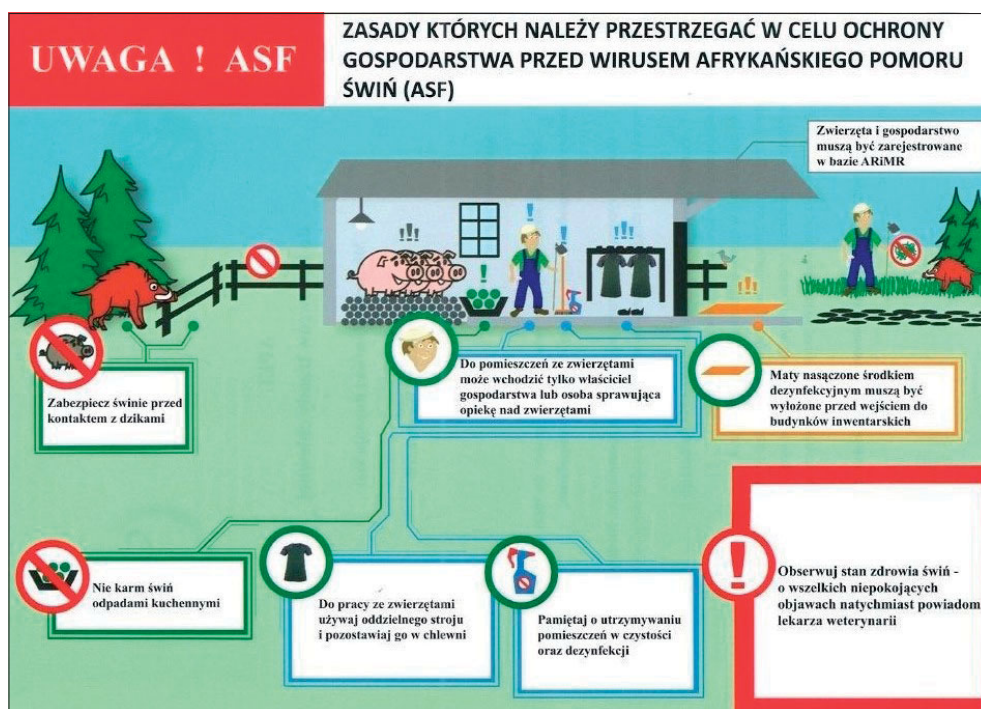 UWAGA ! ASF
ZASADY KTÓRYCH NALEŻY PRZESTRZEGAĆ W CELU OCHRONY
GOSPODARSTWA PRZED WIRUSEM AFRYKAŃSKIEGO POMORU
ŚWIŃ (ASF)
Zwierzęta i gospodarstwo
muszą być zarejestrowane
w bazie ARiMR
Zabezpiecz świnie przed
kontaktem z dzikami
Do pomieszczeń ze zwierzętami
może wchodzić tylko właściciel
gospodarstwa lub osoba sprawująca
opiekę nad zwierzętami
Maty nasączone środkiem
dezynfekcyjnym muszą być
wyłożone przed wejściem do
budynków inwentarskich
Nie karm świń
odpadami kuchennymi
Do pracy ze zwierzętami
używaj oddzielnego stroju
i pozostawiaj go w chlewni
Pamiętaj o utrzymywaniu
pomieszczeń w czystości
oraz dezynfekcji
Obserwuj stan zdrowia świń -
o wszelkich niepokojących
objawach natychmiast powiadom
lekarza weterynarii